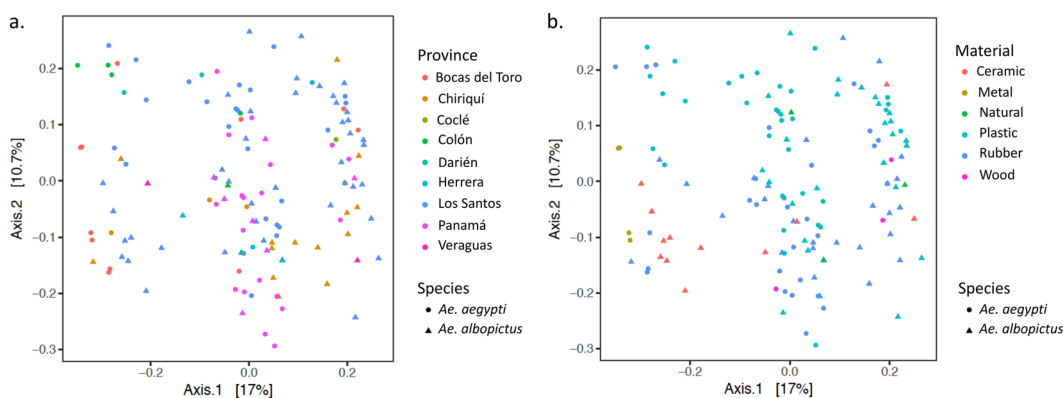 a.
0.2
0.1
0.0
−0.1
−0.2
−0.3
Axis.2 [10.7%]
−0.2
0.0
0.2
Axis.1 [17%]
Province
Bocas del Toro
Chiriquí
Coclé
Colón
Darién
Herrera
Los Santos
Panamá
Veraguas
Species
Ae. aegypti
Ae. albopictus
b.
0.2
0.1
0.0
−0.1
−0.2
−0.3
Axis.2 [10.7%]
−0.2
0.0
0.2
Axis.1 [17%]
Material
Ceramic
Metal
Natural
Plastic
Rubber
Wood
Species
Ae. aegypti
Ae. albopictus